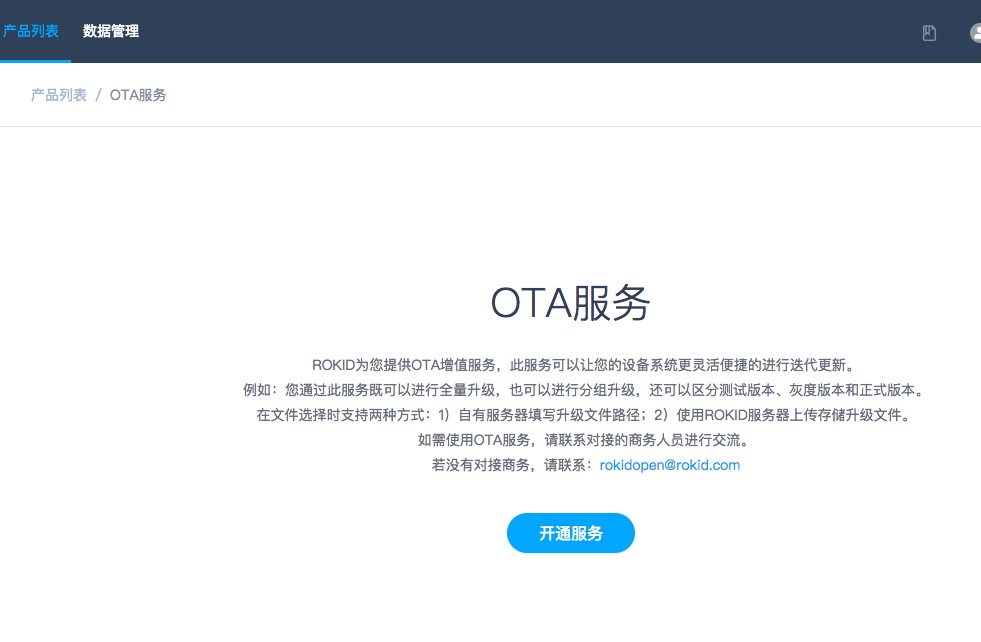 产品列表 数据管理
产品列表 / OTA服务
OTA服务
ROKID为您提供OTA增值服务，此服务可以让您的设备系统更灵活便捷的进行迭代更新。
例如：您通过此服务既可以进行全量升级，也可以进行分组升级，还可以区分测试版本、灰度版本和正式版本。
在文件选择时支持两种方式：1）自有服务器填写升级文件路径；2）使用ROKID服务器上传存储升级文件。
如需使用OTA服务，请联系对接的商务人员进行交流。
若没有对接商务，请联系：rokidopen@rokid.com
开通服务